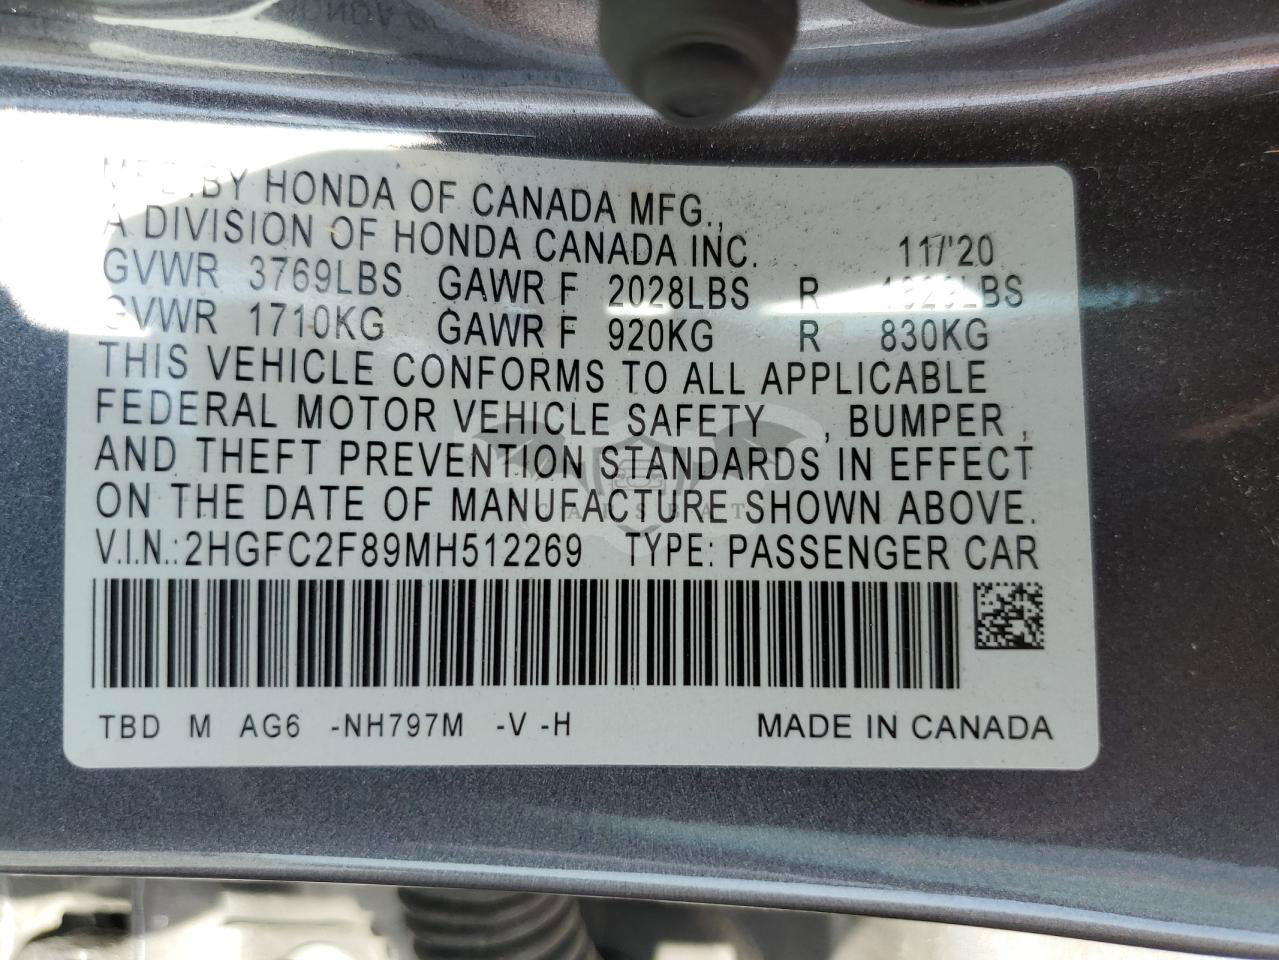 MFD.BY HONDA OF CANADA MFG.,
A DIVISION OF HONDA CANADA INC. 11/'20
GVWR 3769LBS GAWR F 2028LBS R LBS
GVWR 1710KG GAWR F 920KG R 830KG
THIS VEHICLE CONFORMS TO ALL APPLICABLE
FEDERAL MOTOR VEHICLE SAFETY , BUMPER ,
AND THEFT PREVENTION STANDARDS IN EFFECT
ON THE DATE OF MANUFACTURE SHOWN ABOVE.
CARSBAT
V.I.N.:2HGFC2F89MH512269 TYPE: PASSENGER CAR
TBD M AG6 -NH797M -V -H MADE IN CANADA